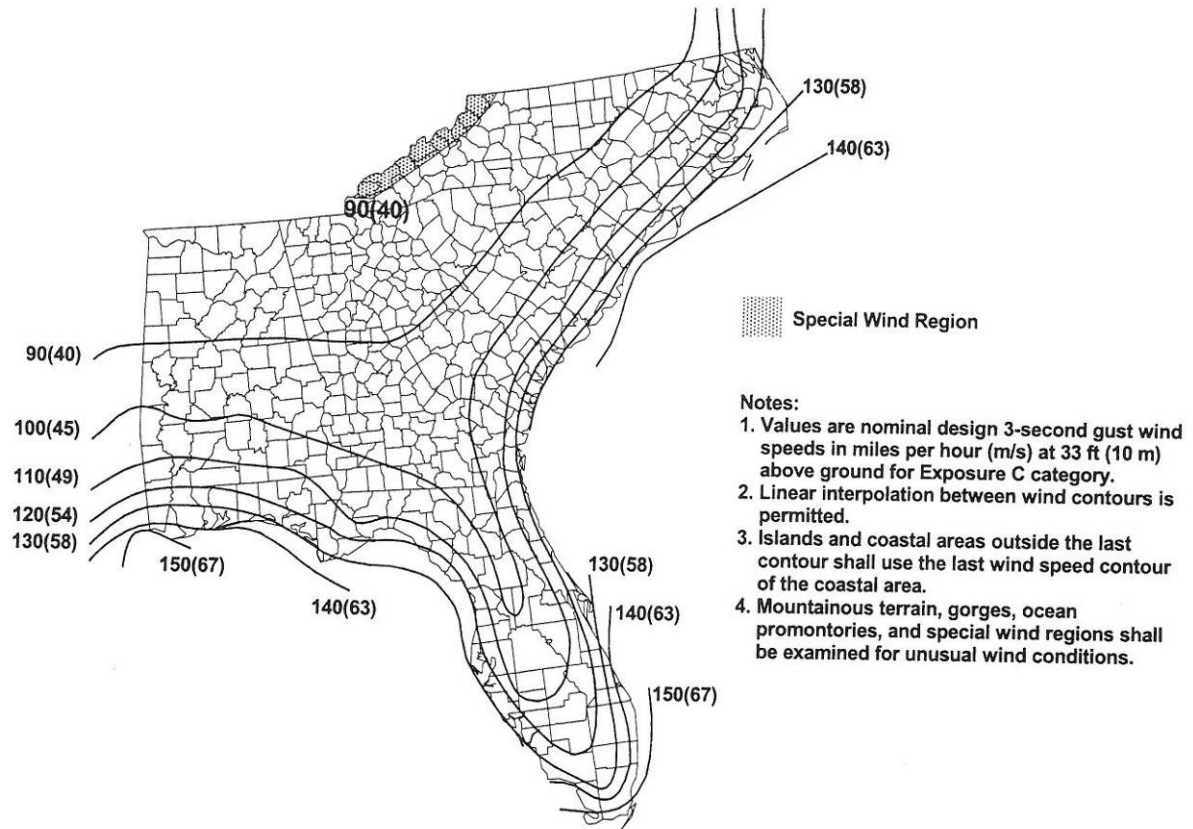 130(58)
140(63)
90(40)
Special Wind Region
90(40)
100(45)
110(49)
120(54)
130(58)
150(67)
140(63)
130(58)
140(63)
150(67)
Notes:
1. Values are nominal design 3-second gust wind
speeds in miles per hour (m/s) at 33 ft (10 m)
above ground for Exposure C category.
2. Linear interpolation between wind contours is
permitted.
3. Islands and coastal areas outside the last
contour shall use the last wind speed contour
of the coastal area.
4. Mountainous terrain, gorges, ocean
promontories, and special wind regions shall
be examined for unusual wind conditions.